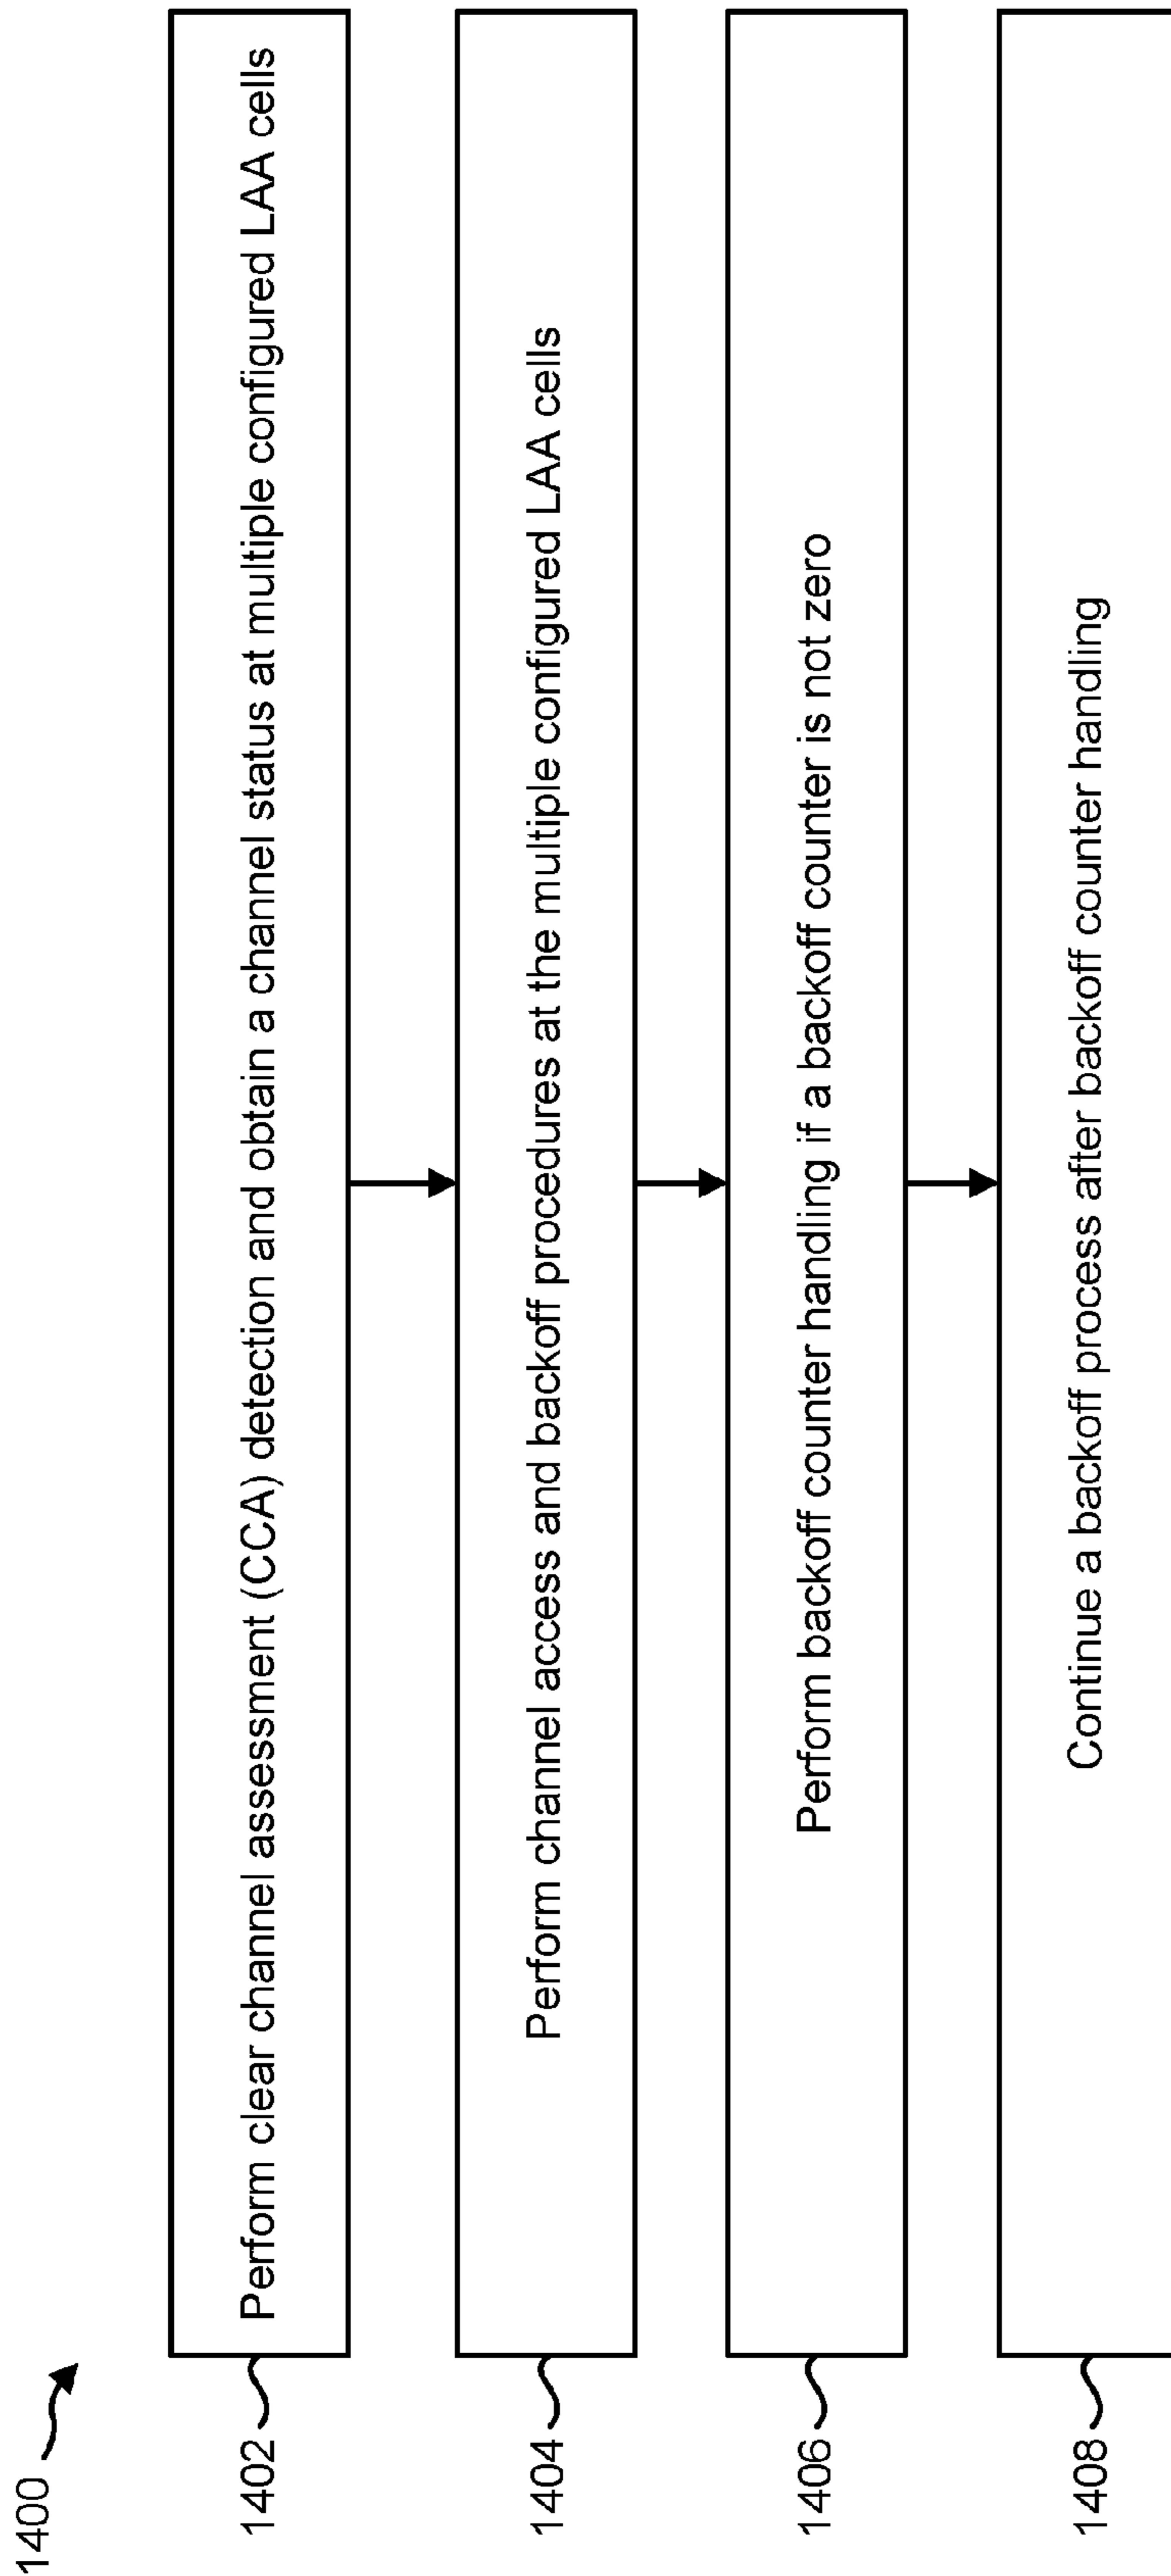 1400
1402
Perform clear channel assessment (CCA) detection and obtain a channel status at multiple configured LAA cells
1404
Perform channel access and backoff procedures at the multiple configured LAA cells
1406
Perform backoff counter handling if a backoff counter is not zero
1408
Continue a backoff process after backoff counter handling